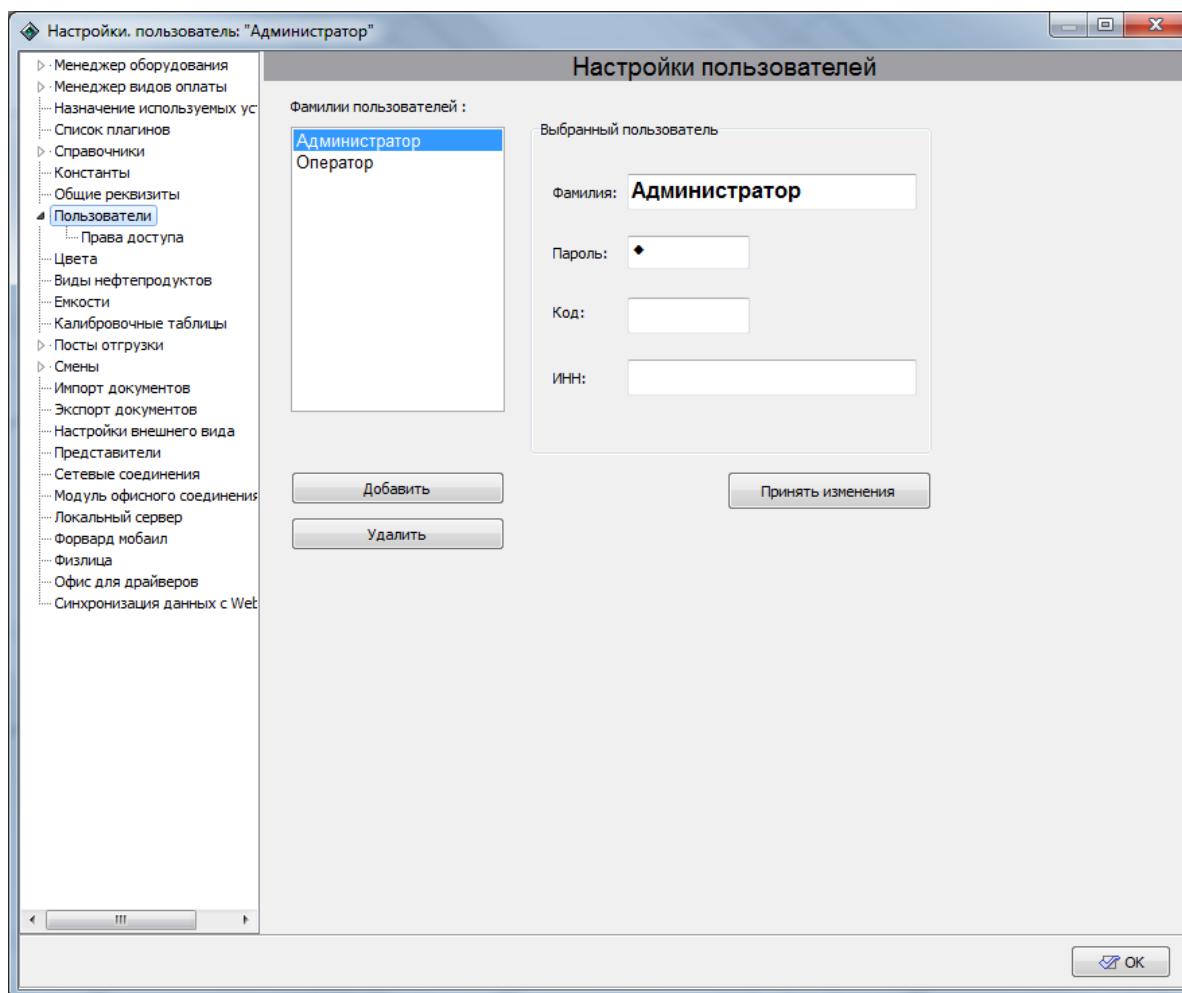 Настройки. пользователь: "Администратор"
Менеджер оборудования
Менеджер видов оплаты
Назначение используемых ус
Список плагинов
Справочники
Константы
Общие реквизиты
Пользователи
Права доступа
Цвета
Виды нефтепродуктов
Емкости
Калибровочные таблицы
Посты отгрузки
Смены
Импорт документов
Экспорт документов
Настройки внешнего вида
Представители
Сетевые соединения
Модуль офисного соединения
Локальный сервер
Форвард мобаил
Физлица
Офис для драйверов
Синхронизация данных с Web
Настройки пользователей
Фамилии пользователей :
Администратор
Оператор
Выбранный пользователь
Фамилия: Администратор
Пароль:
Код:
ИНН:
Добавить
Принять изменения
Удалить
OK